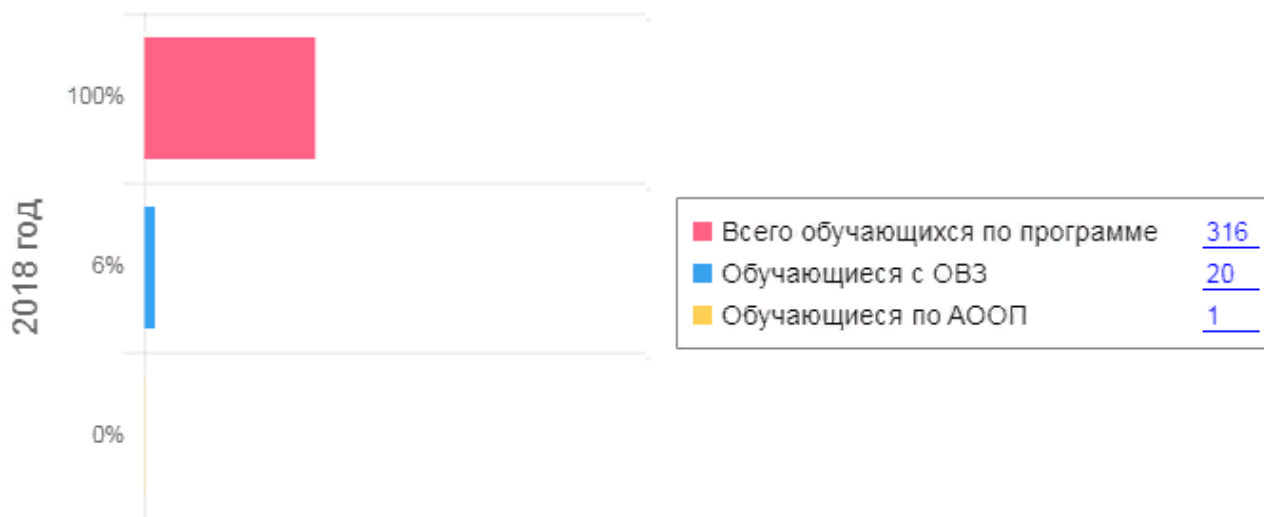 2018 год
100%
6%
0%
Всего обучающихся по программе 316
Обучающиеся с ОВЗ 20
Обучающиеся по АООП 1